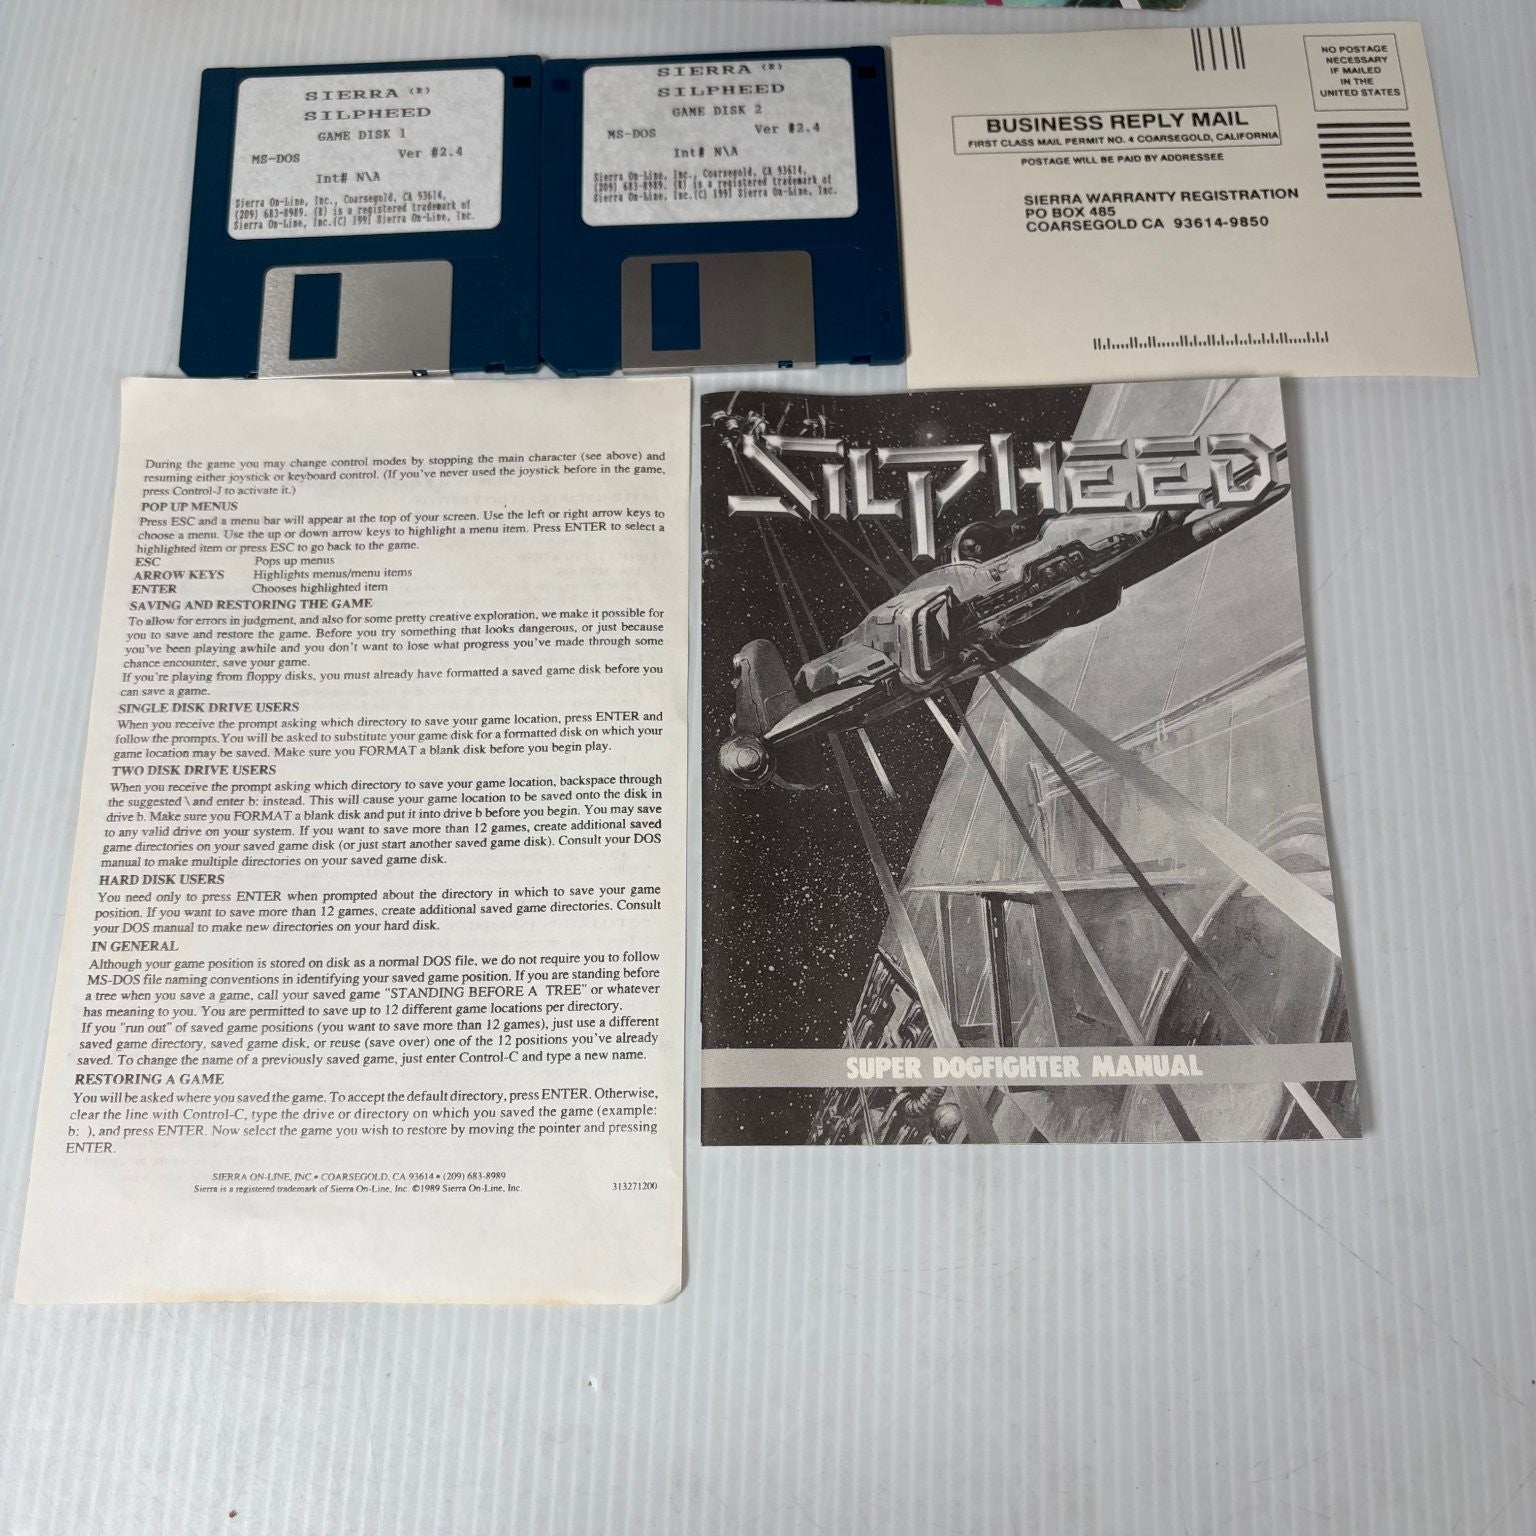 SIERRA (R)
SILPHEED
GAME DISK 1
MS-DOS Ver #2.4
Int# N\A
Sierra On-Line, Inc., Coarsegold, CA 93614,
(209) 683-8989. (R) is a registered trademark of
Sierra On-Line, Inc.(C) 1991 Sierra On-Line, Inc.
SIERRA (R)
SILPHEED
GAME DISK 2
MS-DOS Ver #2.4
Int# N\A
Sierra On-Line, Inc., Coarsegold, CA 93614,
(209) 683-8989. (R) is a registered trademark of
Sierra On-Line, Inc.(C) 1991 Sierra On-Line, Inc.
NO POSTAGE
NECESSARY
IF MAILED
IN THE
UNITED STATES
BUSINESS REPLY MAIL
FIRST CLASS MAIL PERMIT NO. 4 COARSEGOLD, CALIFORNIA
POSTAGE WILL BE PAID BY ADDRESSEE
SIERRA WARRANTY REGISTRATION
PO BOX 485
COARSEGOLD CA 93614-9850
During the game you may change control modes by stopping the main character (see above) and
resuming either joystick or keyboard control. (If you've never used the joystick before in the game,
press Control-J to activate it.)
POP UP MENUS
Press ESC and a menu bar will appear at the top of your screen. Use the left or right arrow keys to
choose a menu. Use the up or down arrow keys to highlight a menu item. Press ENTER to select a
highlighted item or press ESC to go back to the game.
ESC Pops up menus
ARROW KEYS Highlights menus/menu items
ENTER Chooses highlighted item
SAVING AND RESTORING THE GAME
To allow for errors in judgment, and also for some pretty creative exploration, we make it possible for
you to save and restore the game. Before you try something that looks dangerous, or just because
you've been playing awhile and you don't want to lose what progress you've made through some
chance encounter, save your game.
If you're playing from floppy disks, you must already have formatted a saved game disk before you
can save a game.
SINGLE DISK DRIVE USERS
When you receive the prompt asking which directory to save your game location, press ENTER and
follow the prompts.You will be asked to substitute your game disk for a formatted disk on which your
game location may be saved. Make sure you FORMAT a blank disk before you begin play.
TWO DISK DRIVE USERS
When you receive the prompt asking which directory to save your game location, backspace through
the suggested \ and enter b: instead. This will cause your game location to be saved onto the disk in
drive b. Make sure you FORMAT a blank disk and put it into drive b before you begin. You may save
to any valid drive on your system. If you want to save more than 12 games, create additional saved
game directories on your saved game disk (or just start another saved game disk). Consult your DOS
manual to make multiple directories on your saved game disk.
HARD DISK USERS
You need only to press ENTER when prompted about the directory in which to save your game
position. If you want to save more than 12 games, create additional saved game directories. Consult
your DOS manual to make new directories on your hard disk.
IN GENERAL
Although your game position is stored on disk as a normal DOS file, we do not require you to follow
MS-DOS file naming conventions in identifying your saved game position. If you are standing before
a tree when you save a game, call your saved game "STANDING BEFORE A TREE" or whatever
has meaning to you. You are permitted to save up to 12 different game locations per directory.
If you "run out" of saved game positions (you want to save more than 12 games), just use a different
saved game directory, saved game disk, or reuse (save over) one of the 12 positions you've already
saved. To change the name of a previously saved game, just enter Control-C and type a new name.
RESTORING A GAME
You will be asked where you saved the game. To accept the default directory, press ENTER. Otherwise,
clear the line with Control-C, type the drive or directory on which you saved the game (example:
b: ), and press ENTER. Now select the game you wish to restore by moving the pointer and pressing
ENTER.
SIERRA ON-LINE, INC • COARSEGOLD, CA 93614 • (209) 683-8989
Sierra is a registered trademark of Sierra On-Line, Inc. ©1989 Sierra On-Line, Inc. 313271200
SILPHEED
SUPER DOGFIGHTER MANUAL